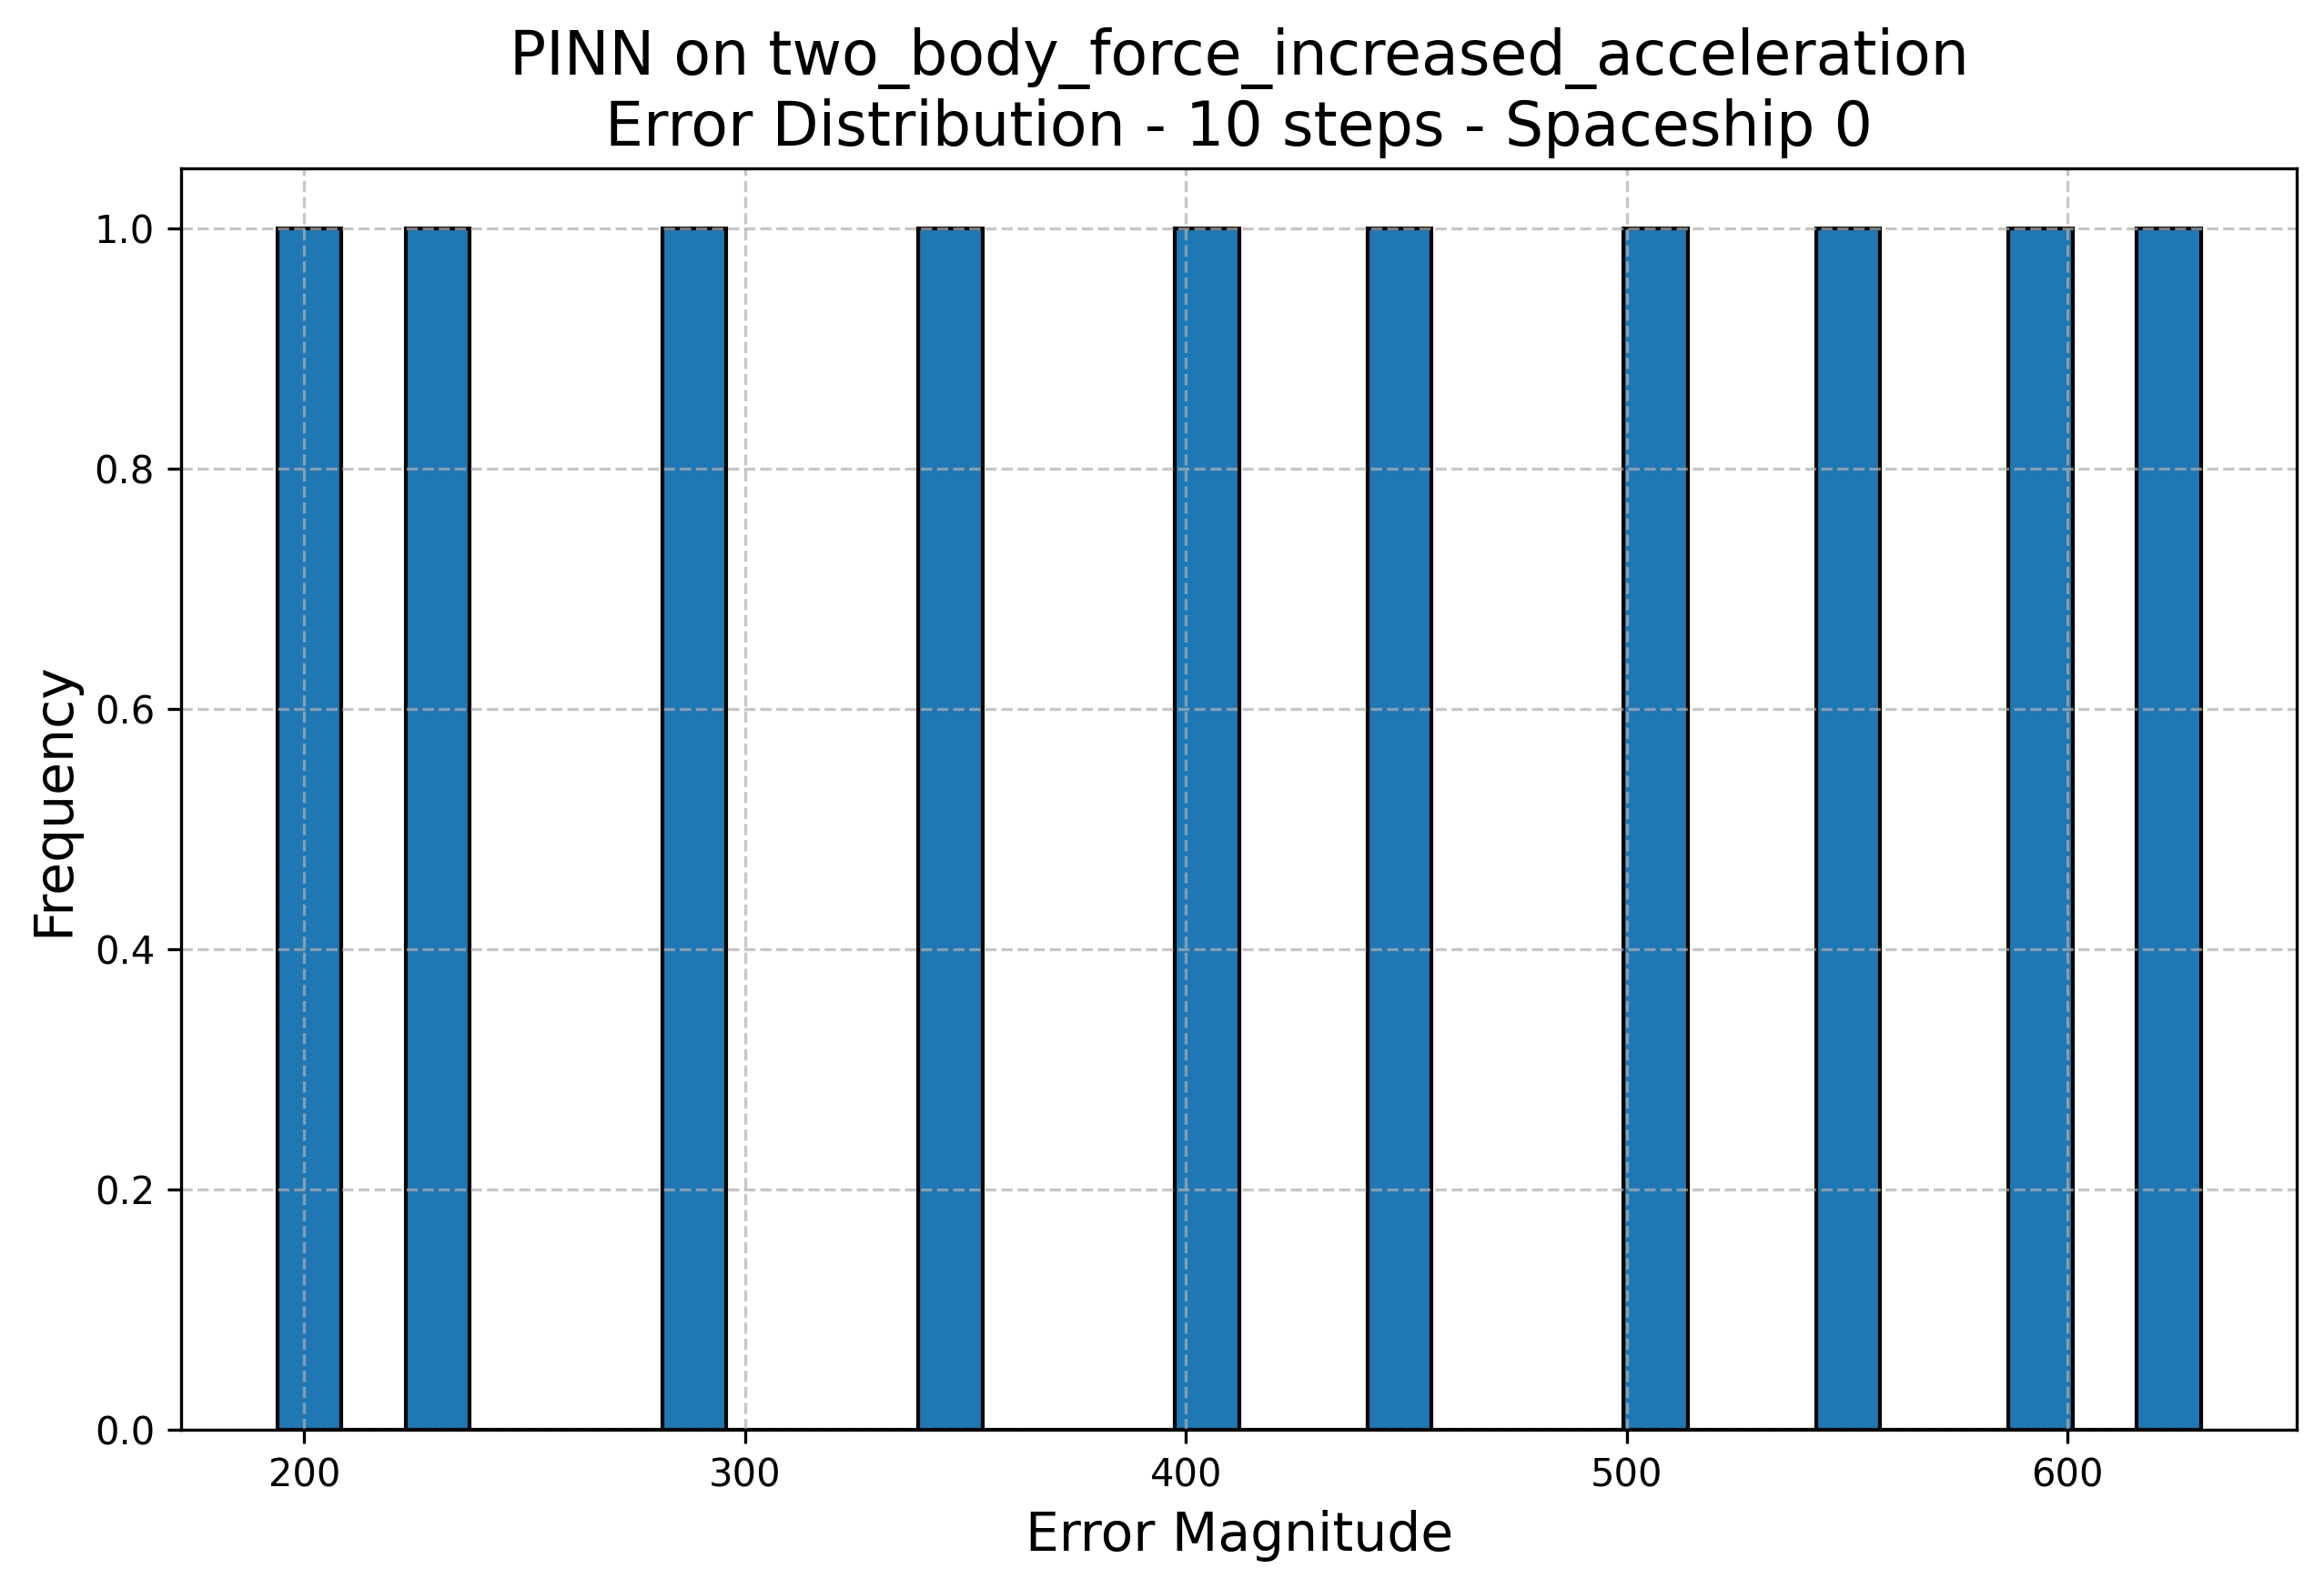 PINN on two_body_force_increased_acceleration
Error Distribution - 10 steps - Spaceship 0
Frequency
1.0
0.8
0.6
0.4
0.2
0.0
200 300 400 500 600
Error Magnitude